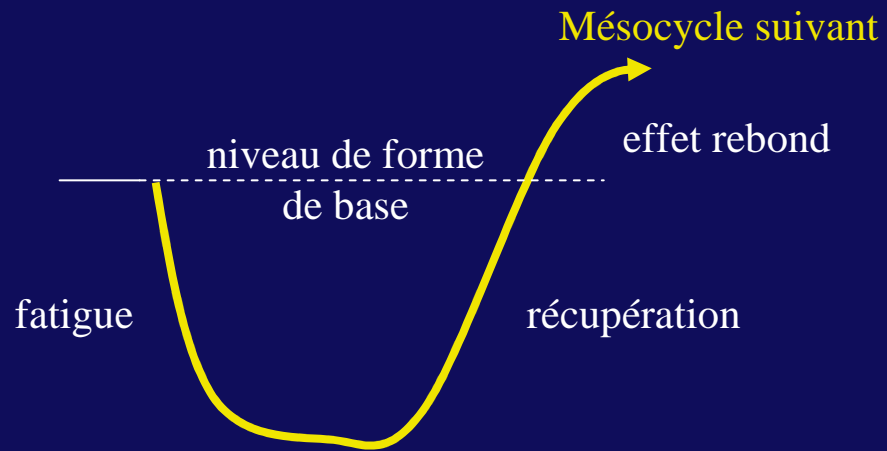 Mésocycle suivant
effet rebond
niveau de forme
de base
fatigue
récupération